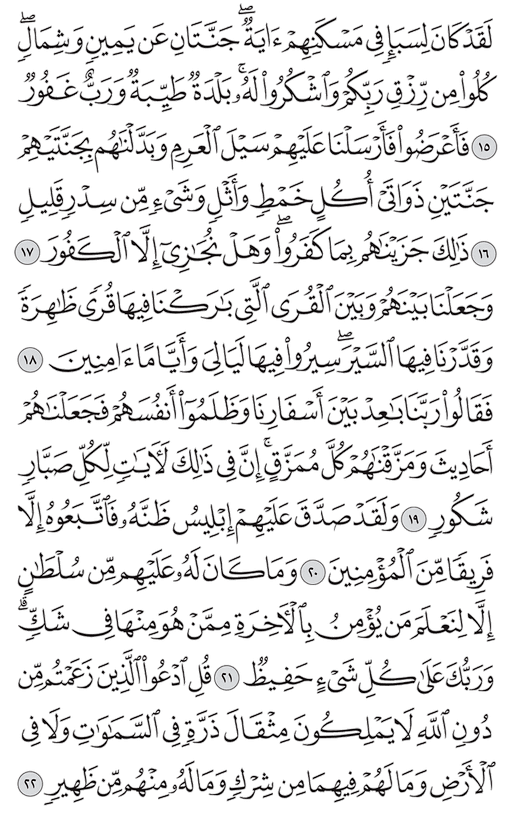 لَقَدْ كَانَ لِسَبَإٍ فِى مَسْكَنِهِمْ ءَايَةٌ ۖ جَنَّتَانِ عَن يَمِينٍ وَشِمَالٍ ۖ
كُلُوا۟ مِن رِّزْقِ رَبِّكُمْ وَٱشْكُرُوا۟ لَهُۥ ۚ بَلْدَةٌ طَيِّبَةٌ وَرَبٌّ غَفُورٌ
١٥ فَأَعْرَضُوا۟ فَأَرْسَلْنَا عَلَيْهِمْ سَيْلَ ٱلْعَرِمِ وَبَدَّلْنَٰهُم بِجَنَّتَيْهِمْ
جَنَّتَيْنِ ذَوَاتَىْ أُكُلٍ خَمْطٍ وَأَثْلٍ وَشَىْءٍ مِّن سِدْرٍ قَلِيلٍ
١٦ ذَٰلِكَ جَزَيْنَٰهُم بِمَا كَفَرُوا۟ ۖ وَهَلْ نُجَٰزِىٓ إِلَّا ٱلْكَفُورَ ١٧
وَجَعَلْنَا بَيْنَهُمْ وَبَيْنَ ٱلْقُرَى ٱلَّتِى بَٰرَكْنَا فِيهَا قُرًى ظَٰهِرَةً
وَقَدَّرْنَا فِيهَا ٱلسَّيْرَ ۖ سِيرُوا۟ فِيهَا لَيَالِىَ وَأَيَّامًا ءَامِنِينَ ١٨
فَقَالُوا۟ رَبَّنَا بَٰعِدْ بَيْنَ أَسْفَارِنَا وَظَلَمُوٓا۟ أَنفُسَهُمْ فَجَعَلْنَٰهُمْ
أَحَادِيثَ وَمَزَّقْنَٰهُمْ كُلَّ مُمَزَّقٍ ۚ إِنَّ فِى ذَٰلِكَ لَءَايَٰتٍ لِّكُلِّ صَبَّارٍ
شَكُورٍ ١٩ وَلَقَدْ صَدَّقَ عَلَيْهِمْ إِبْلِيسُ ظَنَّهُۥ فَٱتَّبَعُوهُ إِلَّا
فَرِيقًا مِّنَ ٱلْمُؤْمِنِينَ ٢٠ وَمَا كَانَ لَهُۥ عَلَيْهِم مِّن سُلْطَٰنٍ
إِلَّا لِنَعْلَمَ مَن يُؤْمِنُ بِٱلْءَاخِرَةِ مِمَّنْ هُوَ مِنْهَا فِى شَكٍّ ۗ
وَرَبُّكَ عَلَىٰ كُلِّ شَىْءٍ حَفِيظٌ ٢١ قُلِ ٱدْعُوا۟ ٱلَّذِينَ زَعَمْتُم مِّن
دُونِ ٱللَّهِ لَا يَمْلِكُونَ مِثْقَالَ ذَرَّةٍ فِى ٱلسَّمَٰوَٰتِ وَلَا فِى
ٱلْأَرْضِ وَمَا لَهُمْ فِيهِمَا مِن شِرْكٍ وَمَا لَهُۥ مِنْهُم مِّن ظَهِيرٍ ٢٢